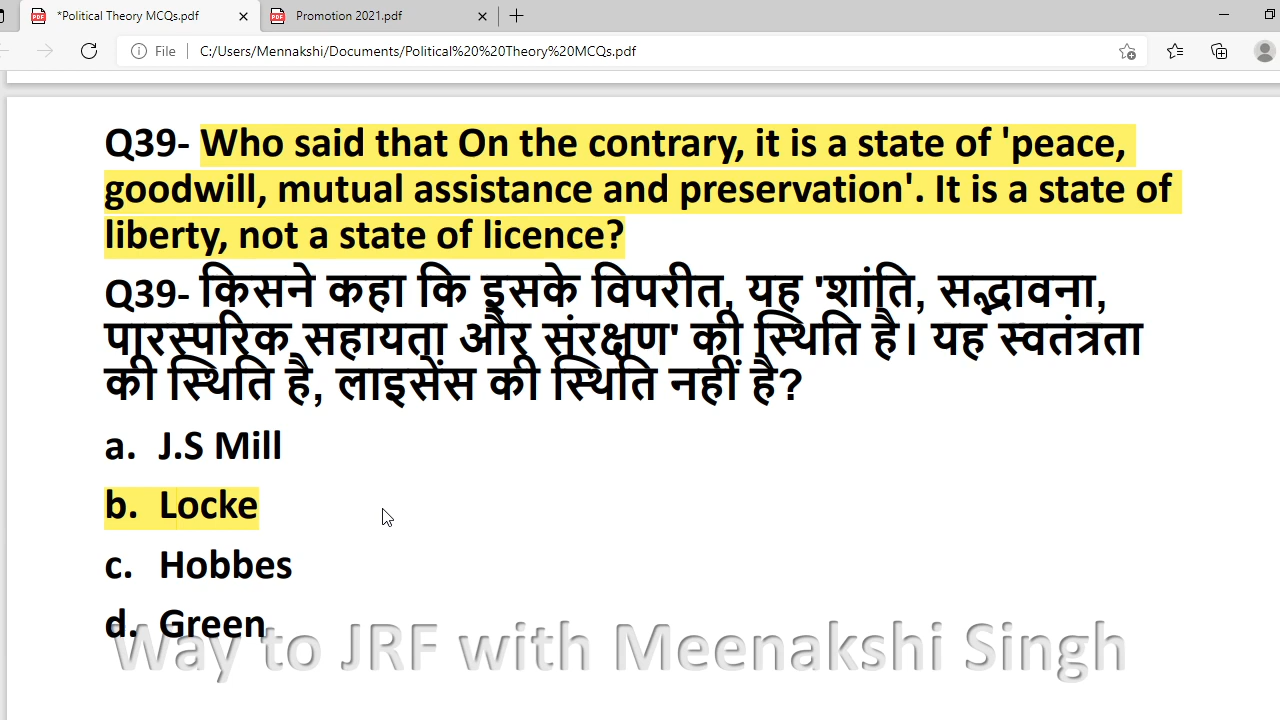 *Political Theory MCQs.pdf
Promotion 2021.pdf
File
C:/Users/Mennakshi/Documents/Political%20%20Theory%20MCQs.pdf
Q39- Who said that On the contrary, it is a state of 'peace,
goodwill, mutual assistance and preservation'. It is a state of
liberty, not a state of licence?
Q39- किसने कहा कि इसके विपरीत, यह 'शांति, सद्भावना,
पारस्परिक सहायता और संरक्षण' की स्थिति है। यह स्वतंत्रता
की स्थिति है, लाइसेंस की स्थिति नहीं है?
a. J.S Mill
b. Locke
c. Hobbes
d. Green
Way to JRF with Meenakshi Singh